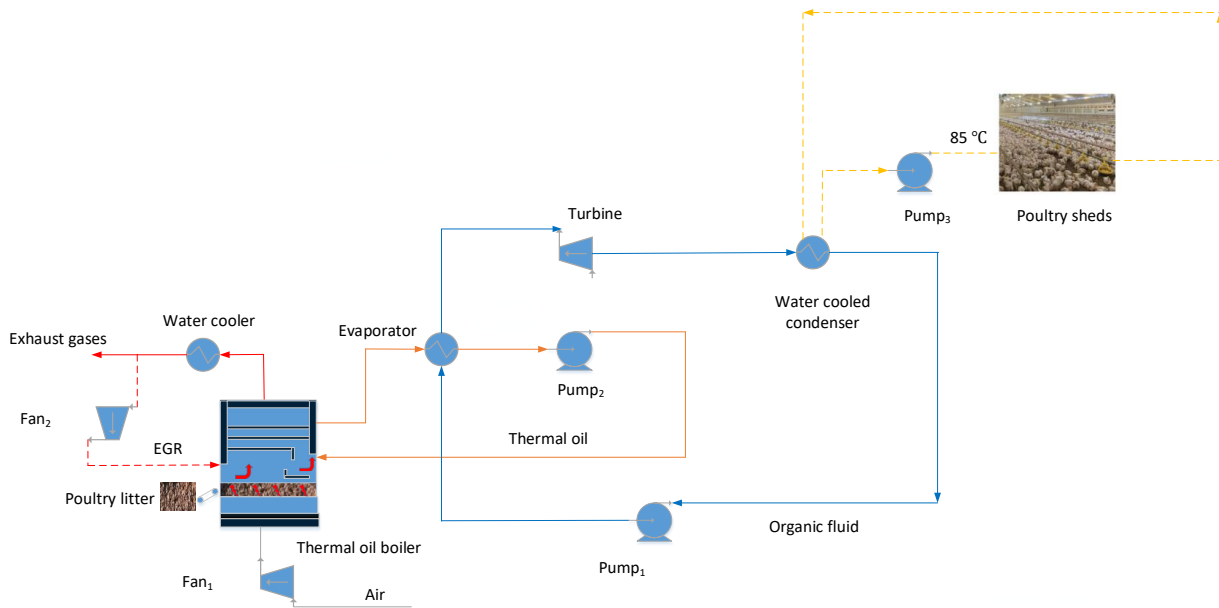 85 ℃
Pump₃
Poultry sheds
Turbine
Water cooled
condenser
Water cooler
Exhaust gases
Evaporator
Fan₂
Pump₂
EGR
Thermal oil
Poultry litter
Organic fluid
Thermal oil boiler
Pump₁
Fan₁
Air